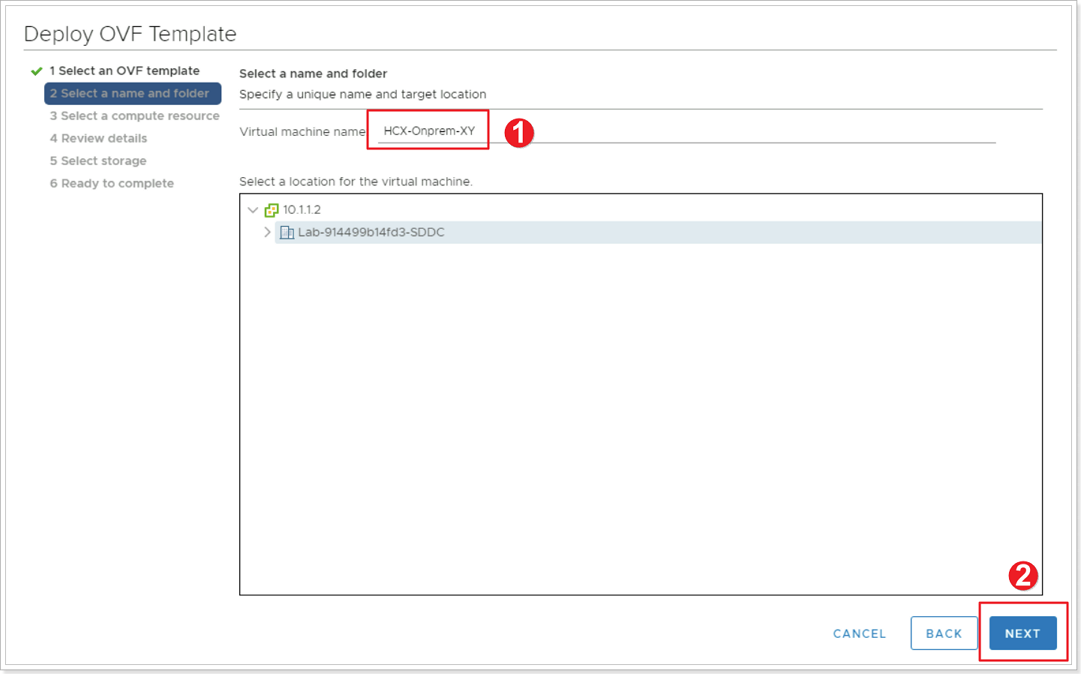 Deploy OVF Template
1 Select an OVF template
2 Select a name and folder
3 Select a compute resource
4 Review details
5 Select storage
6 Ready to complete
Select a name and folder
Specify a unique name and target location
Virtual machine name HCX-Onprem-XY 1
Select a location for the virtual machine.
10.1.1.2
Lab-914499b14fd3-SDDC
2
CANCEL BACK NEXT